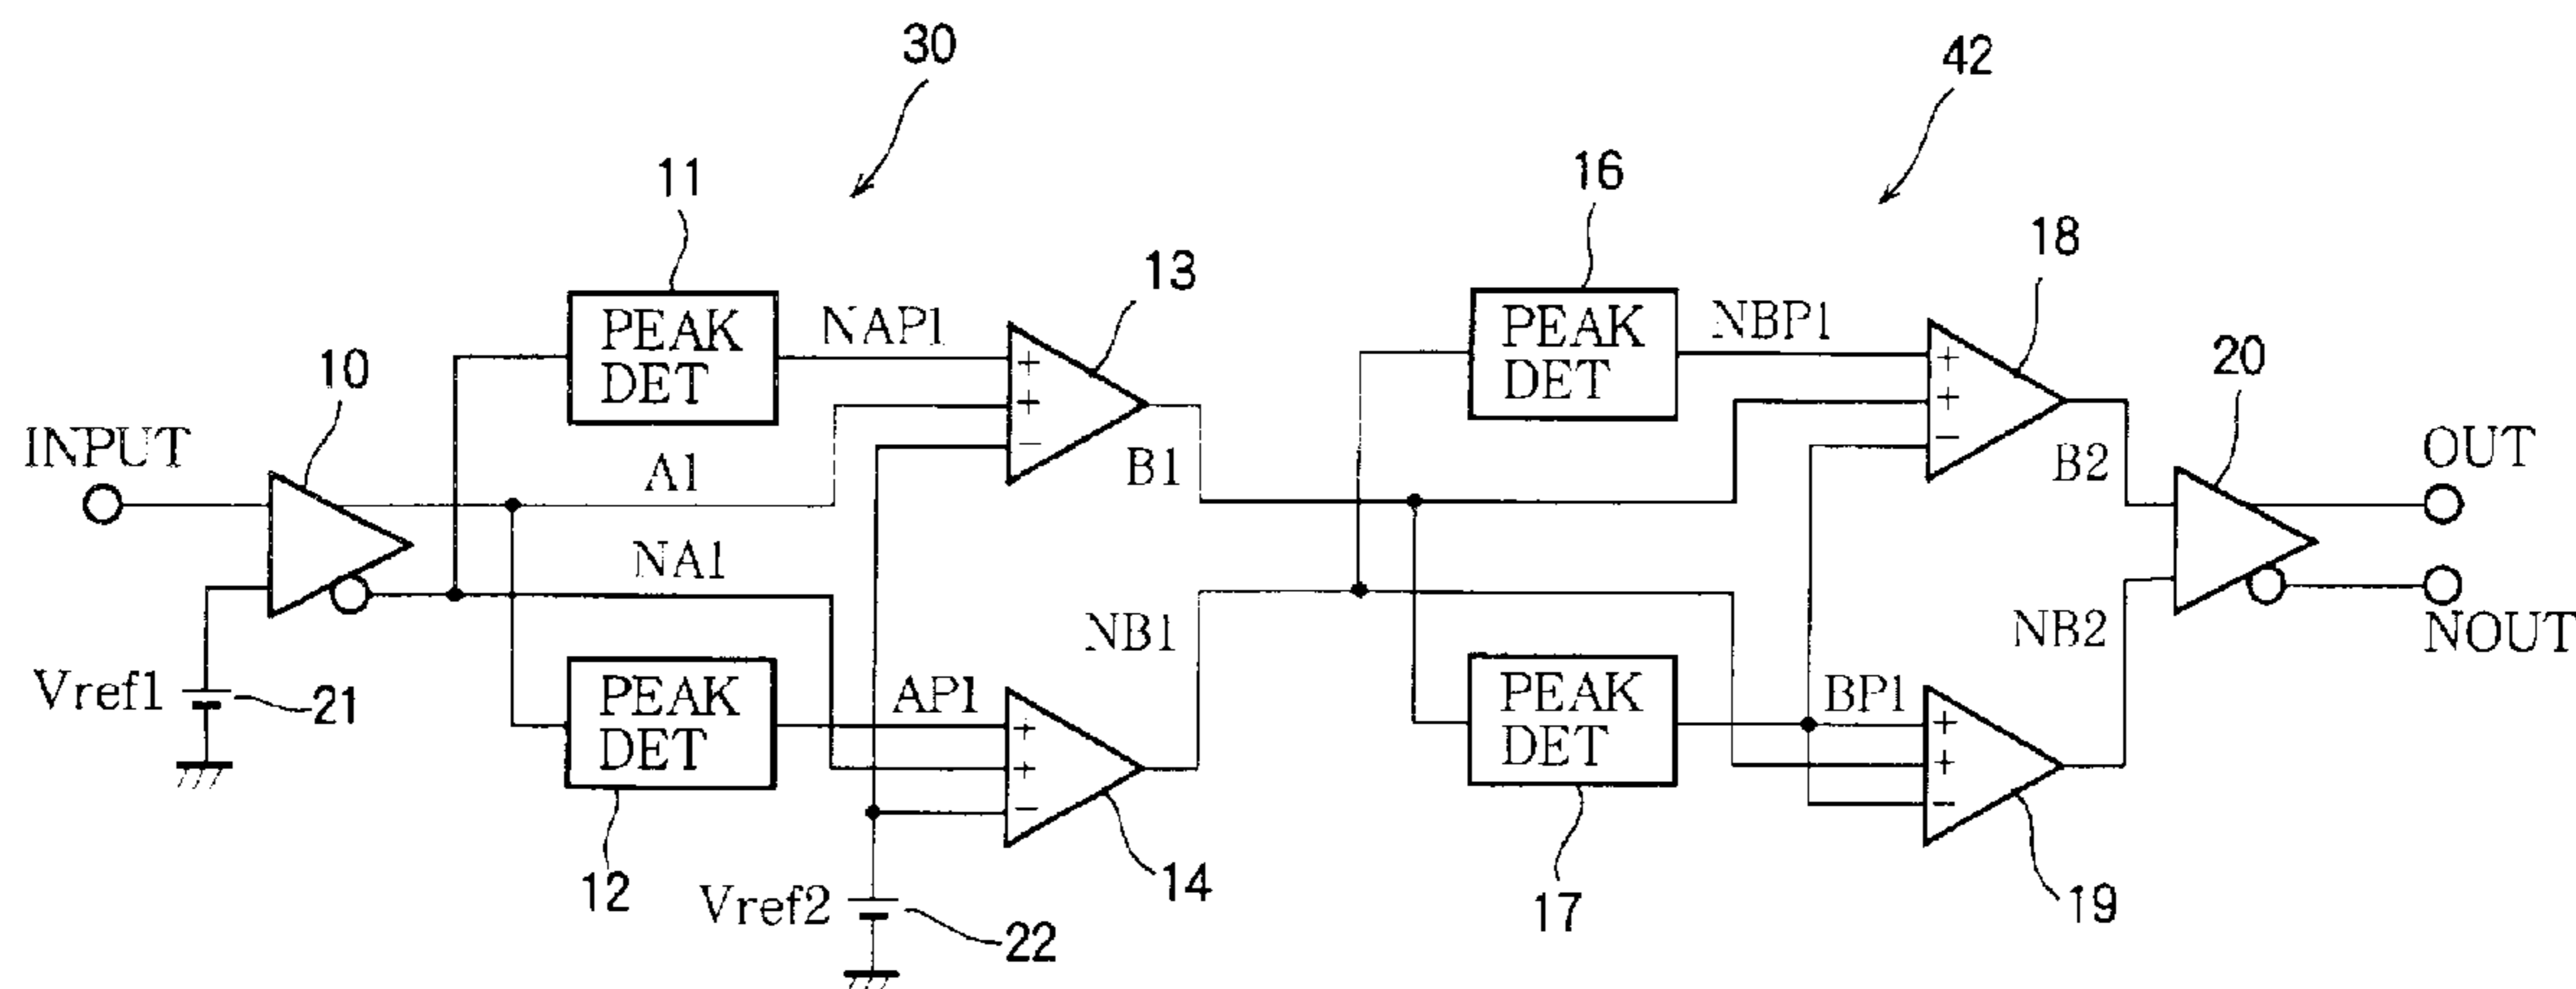 30
42
11
16
PEAK
DET
NAP1
13
PEAK
DET
NBP1
18
10
20
INPUT
+
+
−
+
+
−
A1
B1
B2
OUT
NA1
NB1
NB2
NOUT
Vref1
21
PEAK
DET
AP1
+
+
−
PEAK
DET
BP1
+
+
−
12
Vref2
22
14
17
19